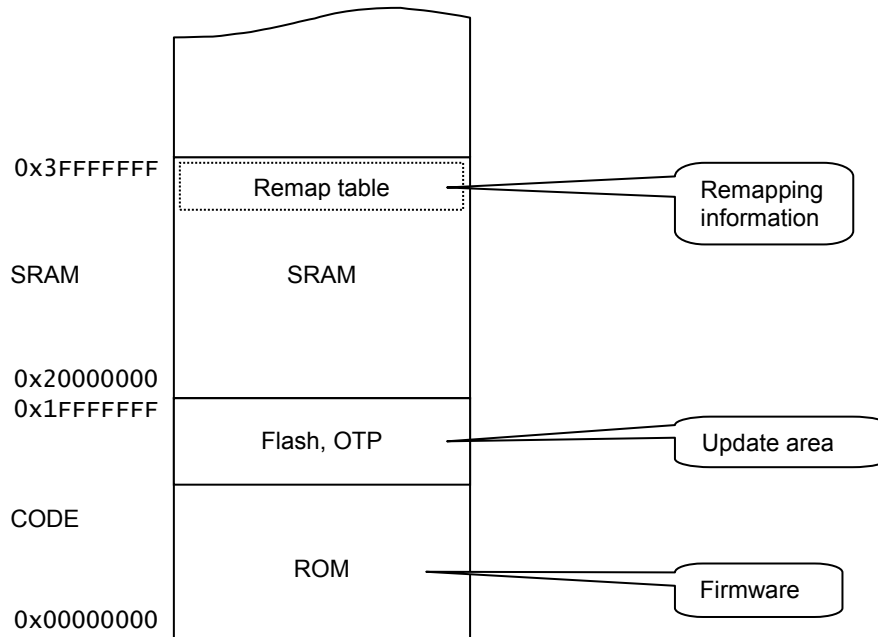 0x3FFFFFFF
Remap table
Remapping
information
SRAM
SRAM
0x20000000
0x1FFFFFFF
Flash, OTP
Update area
CODE
ROM
Firmware
0x00000000